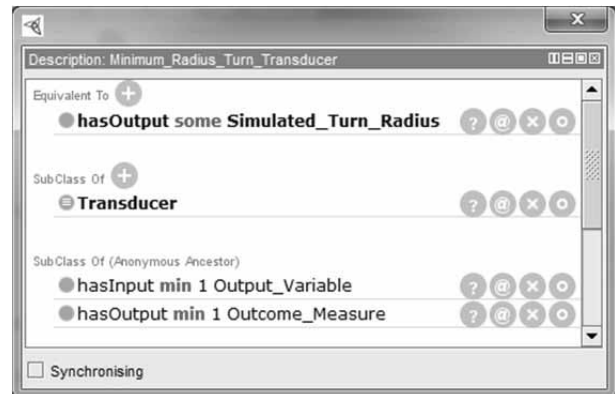 Description: Minimum_Radius_Turn_Transducer
Equivalent To
hasOutput some Simulated_Turn_Radius
SubClass Of
Transducer
SubClass Of (Anonymous Ancestor)
hasInput min 1 Output_Variable
hasOutput min 1 Outcome_Measure
Synchronising